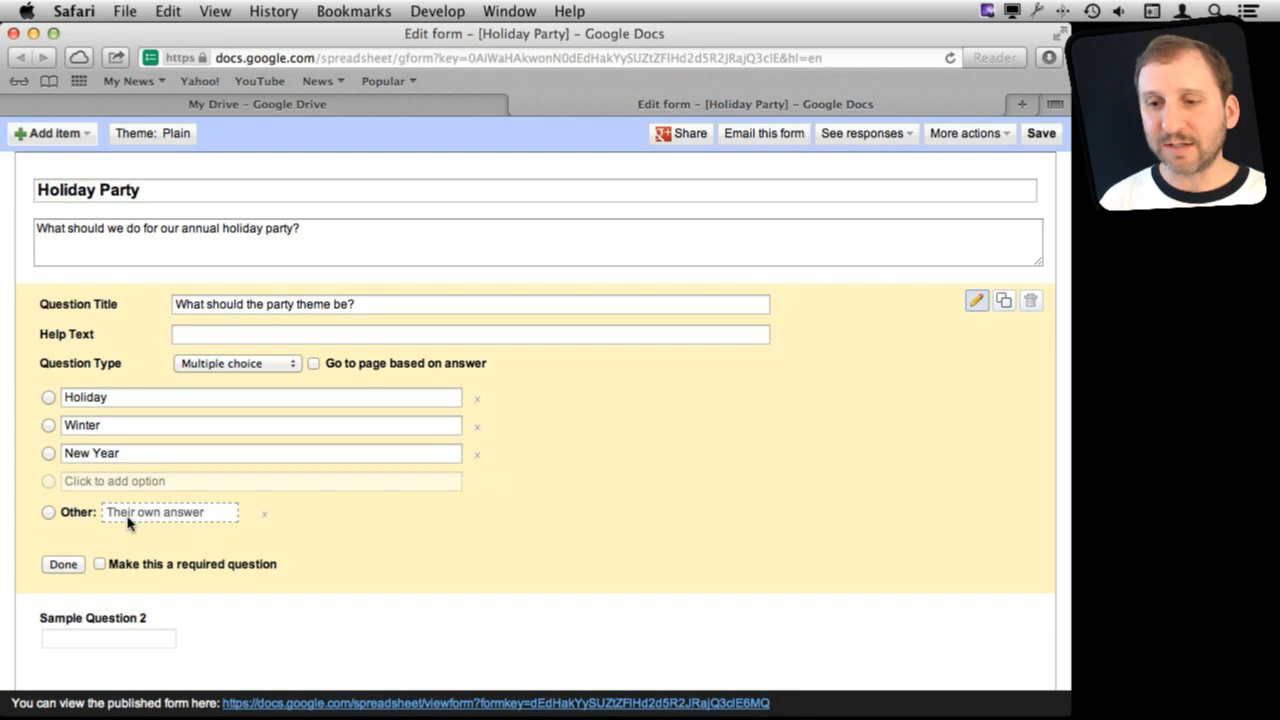 Safari File Edit View History Bookmarks Develop Window Help
Edit form - [Holiday Party] - Google Docs
https docs.google.com/spreadsheet/gform?key=0AiWaHAkwonN0dEdHakYySUZtZFlHd2d5R2JRajQ3clE&hl=en Reader
My News Yahoo! YouTube News Popular
My Drive - Google Drive Edit form - [Holiday Party] - Google Docs
Add item Theme: Plain Share Email this form See responses More actions Save
Holiday Party
What should we do for our annual holiday party?
Question Title What should the party theme be?
Help Text
Question Type Multiple choice Go to page based on answer
Holiday x
Winter x
New Year x
Click to add option
Other: Their own answer x
Done Make this a required question
Sample Question 2
You can view the published form here: https://docs.google.com/spreadsheet/viewform?formkey=dEdHakYySUZtZFlHd2d5R2JRajQ3clE6MQ